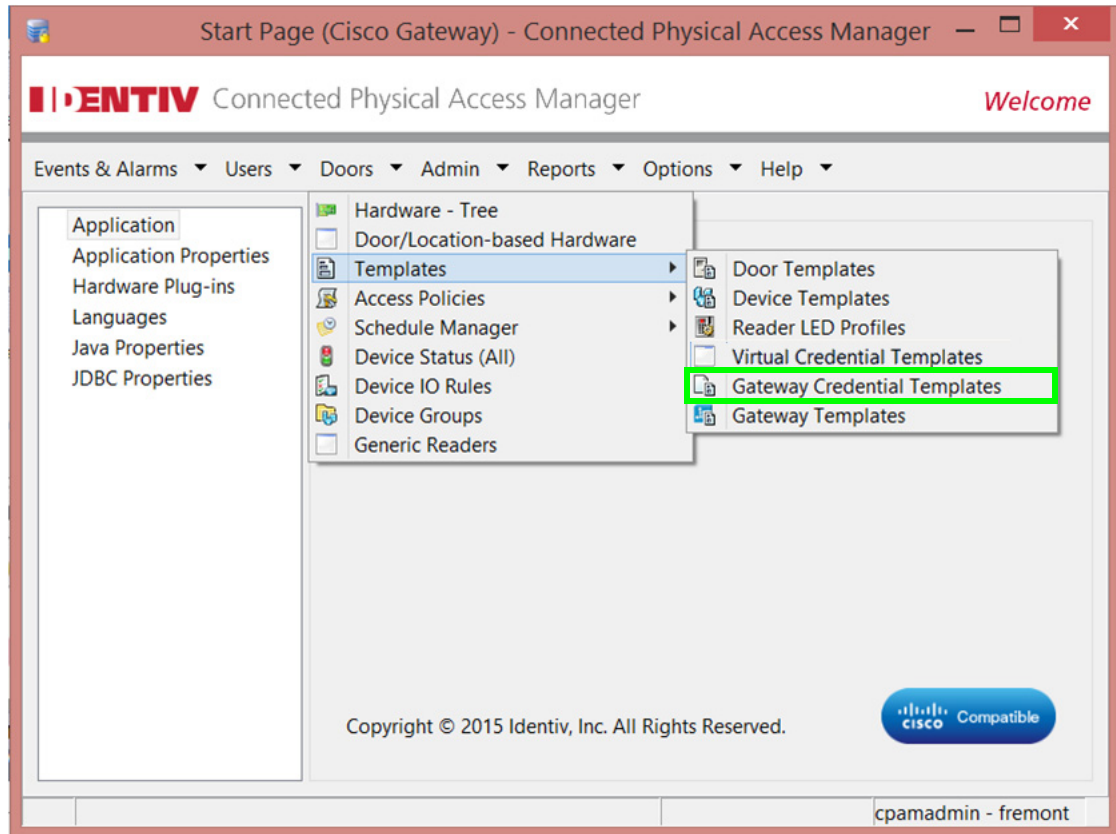 Start Page (Cisco Gateway) - Connected Physical Access Manager
IDENTIV Connected Physical Access Manager
Welcome
Events & Alarms Users Doors Admin Reports Options Help
Application
Application Properties
Hardware Plug-ins
Languages
Java Properties
JDBC Properties
Hardware - Tree
Door/Location-based Hardware
Templates
Access Policies
Schedule Manager
Device Status (All)
Device IO Rules
Device Groups
Generic Readers
Door Templates
Device Templates
Reader LED Profiles
Virtual Credential Templates
Gateway Credential Templates
Gateway Templates
Copyright © 2015 Identiv, Inc. All Rights Reserved.
cisco Compatible
cpamadmin - fremont